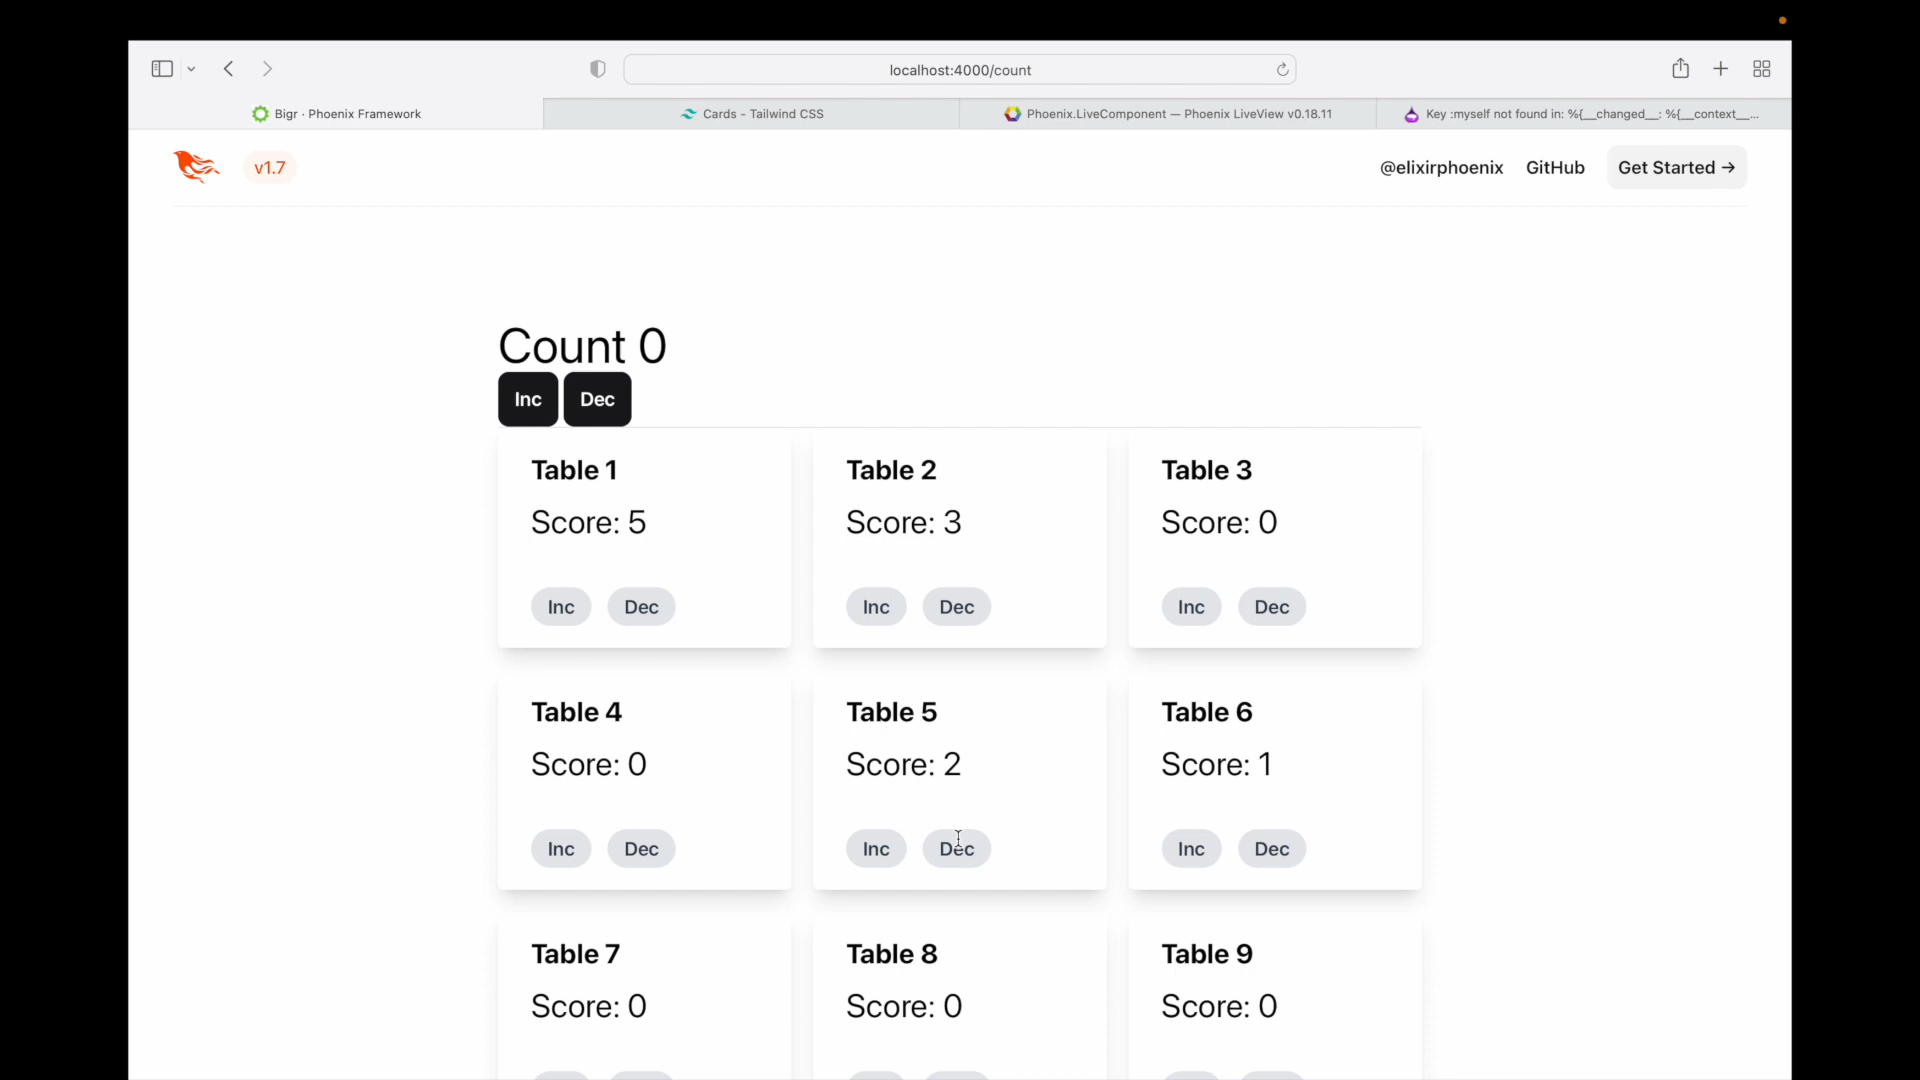 localhost:4000/count
Bigr · Phoenix Framework
Cards - Tailwind CSS
Phoenix.LiveComponent — Phoenix LiveView v0.18.11
Key :myself not found in: %{__changed__: %{__context__...
v1.7
@elixirphoenix GitHub Get Started →
Count 0
Inc Dec
Table 1 Table 2 Table 3
Score: 5 Score: 3 Score: 0
Inc Dec Inc Dec Inc Dec
Table 4 Table 5 Table 6
Score: 0 Score: 2 Score: 1
Inc Dec Inc Dec Inc Dec
Table 7 Table 8 Table 9
Score: 0 Score: 0 Score: 0